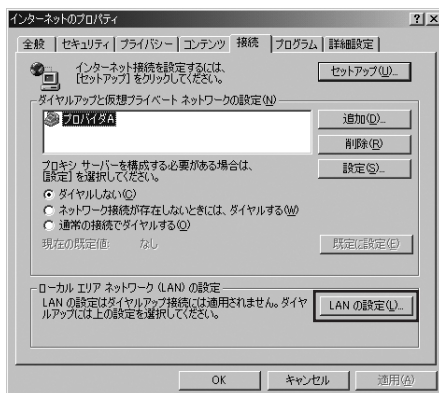 インターネットのプロパティ
全般 セキュリティ プライバシー コンテンツ 接続 プログラム 詳細設定
インターネット接続を設定するには、 セットアップ(U)...
[セットアップ] をクリックしてください。
ダイヤルアップと仮想プライベート ネットワークの設定(N)
プロバイダA 追加(D)...
削除(R)
プロキシ サーバーを構成する必要がある場合は、 設定(S)...
[設定] を選択してください。
ダイヤルしない(C)
ネットワーク接続が存在しないときには、ダイヤルする(W)
通常の接続でダイヤルする(O)
現在の既定値: なし 既定に設定(E)
ローカル エリア ネットワーク (LAN) の設定
LAN の設定はダイヤルアップ接続には適用されません。ダイヤ LAN の設定(L)...
ルアップには上の設定を選択してください。
OK キャンセル 適用(A)